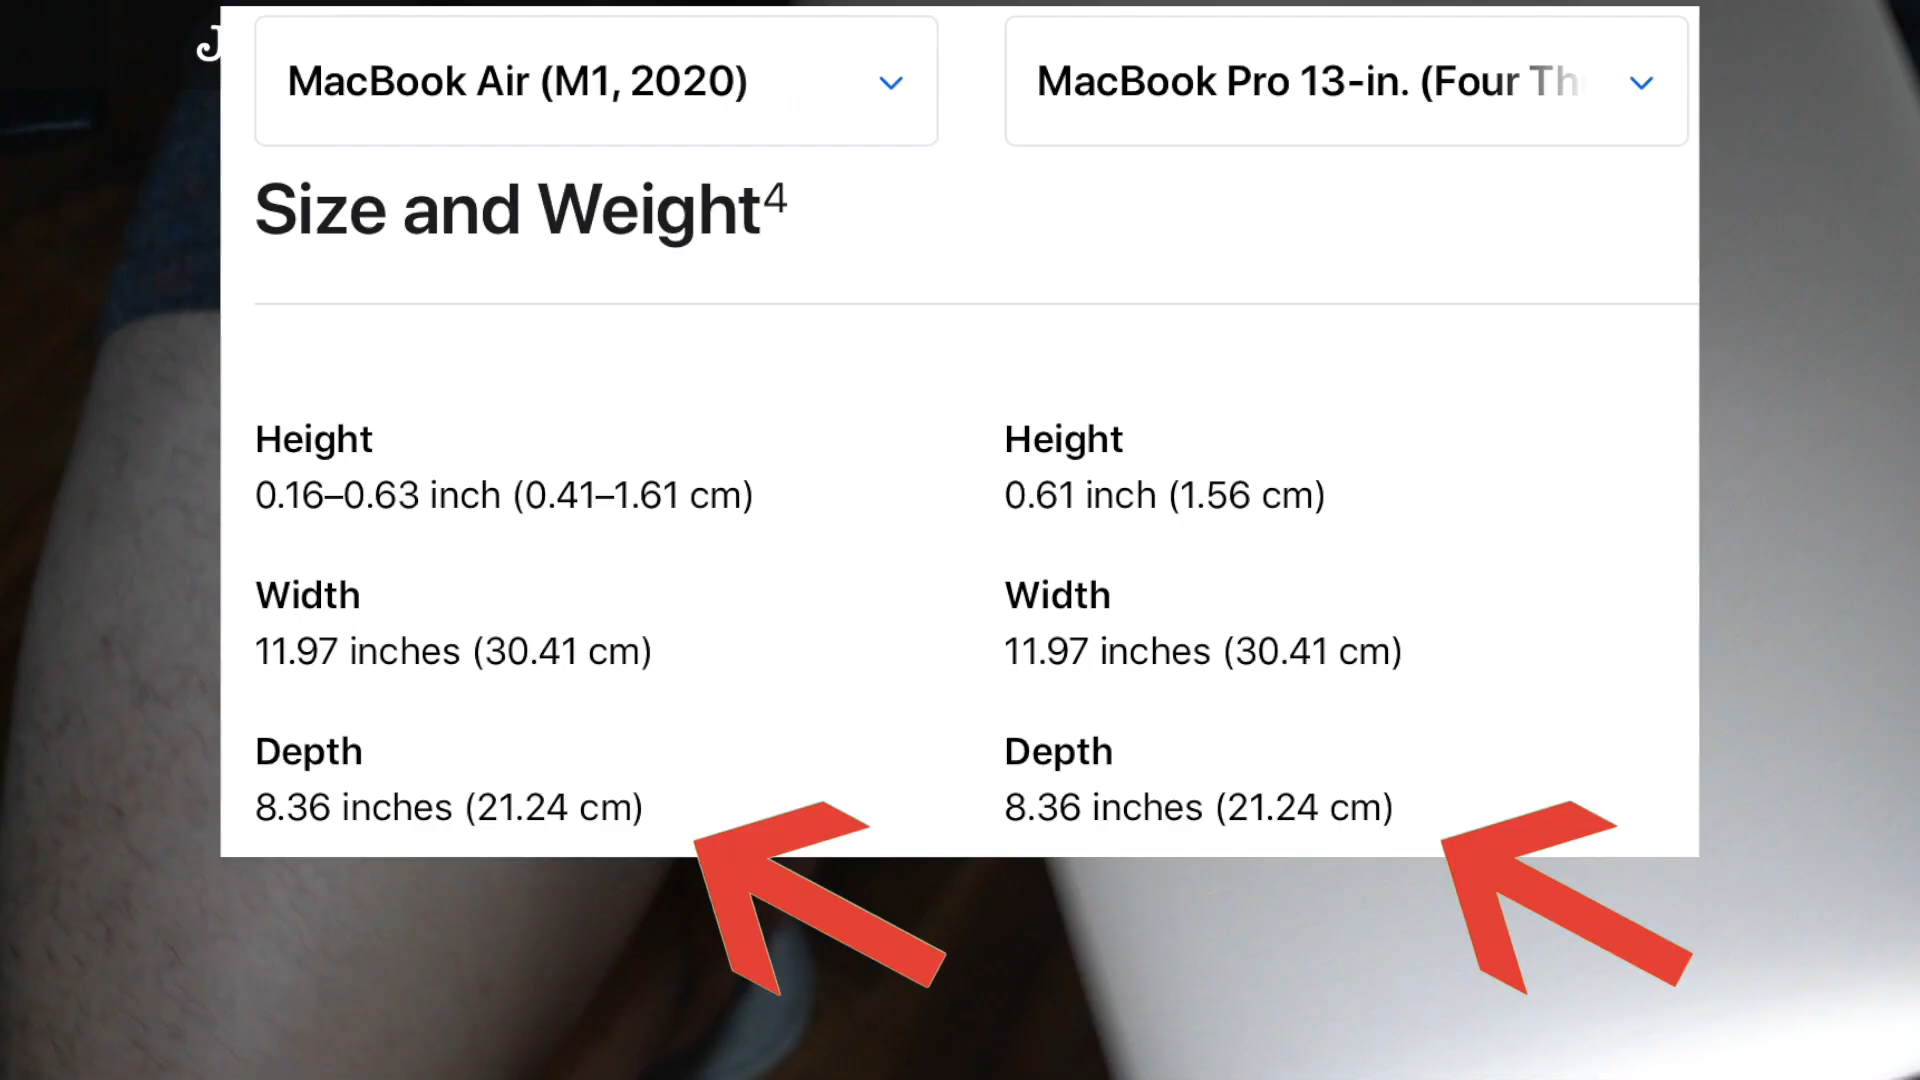 MacBook Air (M1, 2020)
MacBook Pro 13-in. (Four
Size and Weight⁴
Height
0.16–0.63 inch (0.41–1.61 cm)
Width
11.97 inches (30.41 cm)
Depth
8.36 inches (21.24 cm)
Height
0.61 inch (1.56 cm)
Width
11.97 inches (30.41 cm)
Depth
8.36 inches (21.24 cm)